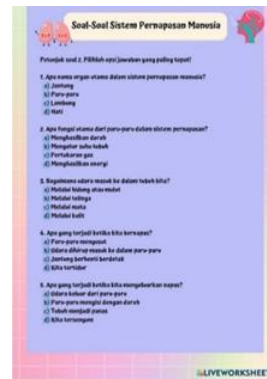 Soal-Soal Sistem Pernapasan Manusia
Petunjuk soal 2. Pilihlah opsi jawaban yang paling tepat!
1. Apa nama organ utama dalam sistem pernapasan manusia?
a) Jantung
b) Paru-paru
c) Lambung
d) Hati
2. Apa fungsi utama dari paru-paru dalam sistem pernapasan?
a) Menghasilkan darah
b) Mengatur suhu tubuh
c) Pertukaran gas
d) Menghasilkan energi
3. Bagaimana udara masuk ke dalam tubuh kita?
a) Melalui hidung atau mulut
b) Melalui telinga
c) Melalui mata
d) Melalui kulit
4. Apa yang terjadi ketika kita bernapas?
a) Paru-paru mengusut
b) Udara dihirup masuk ke dalam paru-paru
c) Jantung berhenti berdetak
d) Kita tertidur
5. Apa yang terjadi ketika kita mengeluarkan napas?
a) Udara keluar dari paru-paru
b) Paru-paru mengisi dengan darah
c) Tubuh menjadi panas
d) Kita tersenyum
LIVEWORKSHEE